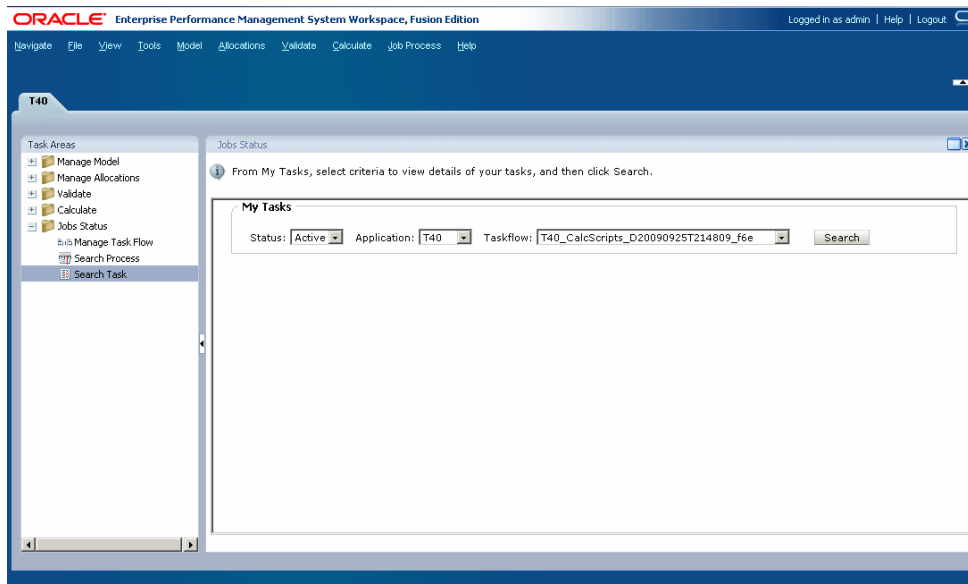 ORACLE Enterprise Performance Management System Workspace, Fusion Edition
Logged in as admin | Help | Logout
Navigate File View Tools Model Allocations Validate Calculate Job Process Help
T40
Task Areas
Manage Model
Manage Allocations
Validate
Calculate
Jobs Status
Manage Task Flow
Search Process
Search Task
Jobs Status
From My Tasks, select criteria to view details of your tasks, and then click Search.
My Tasks
Status: Active Application: T40 Taskflow: T40_CalcScripts_D20090925T214809_f6e Search